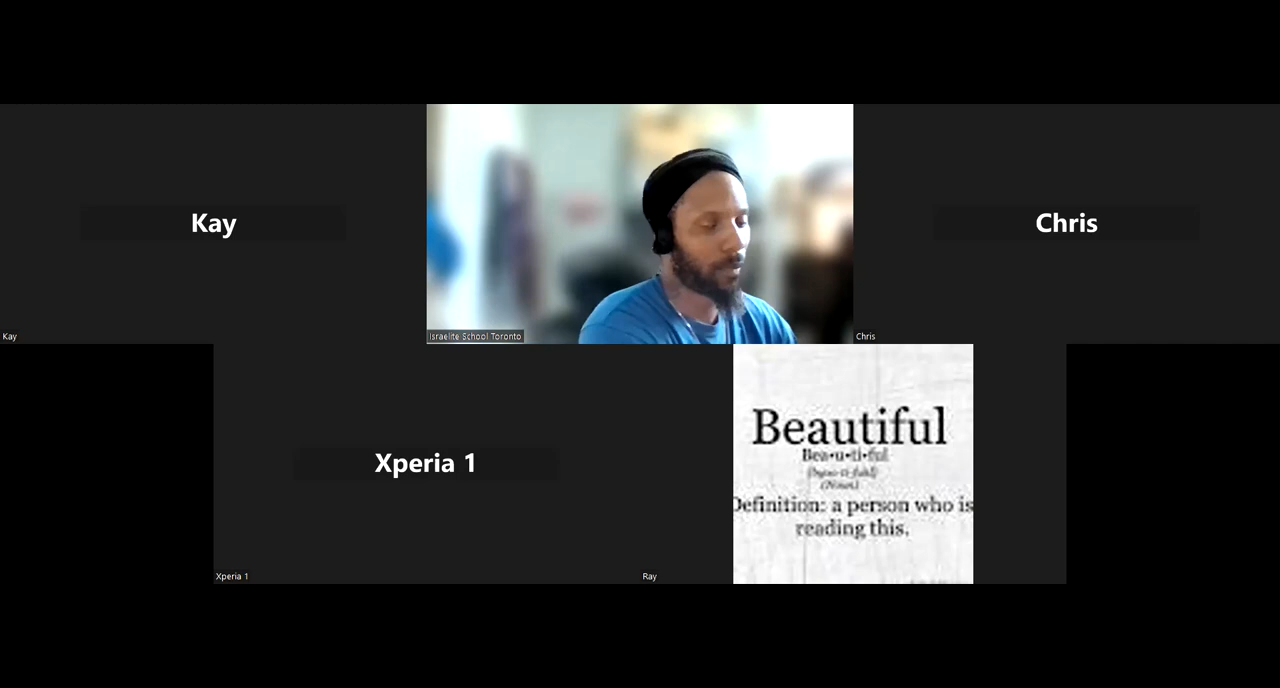 Kay
Chris
Kay
Israelite School Toronto
Chris
Xperia 1
Beautiful
Bea•u•ti•ful
(Noun)
Definition: a person who is
reading this.
Xperia 1
Ray